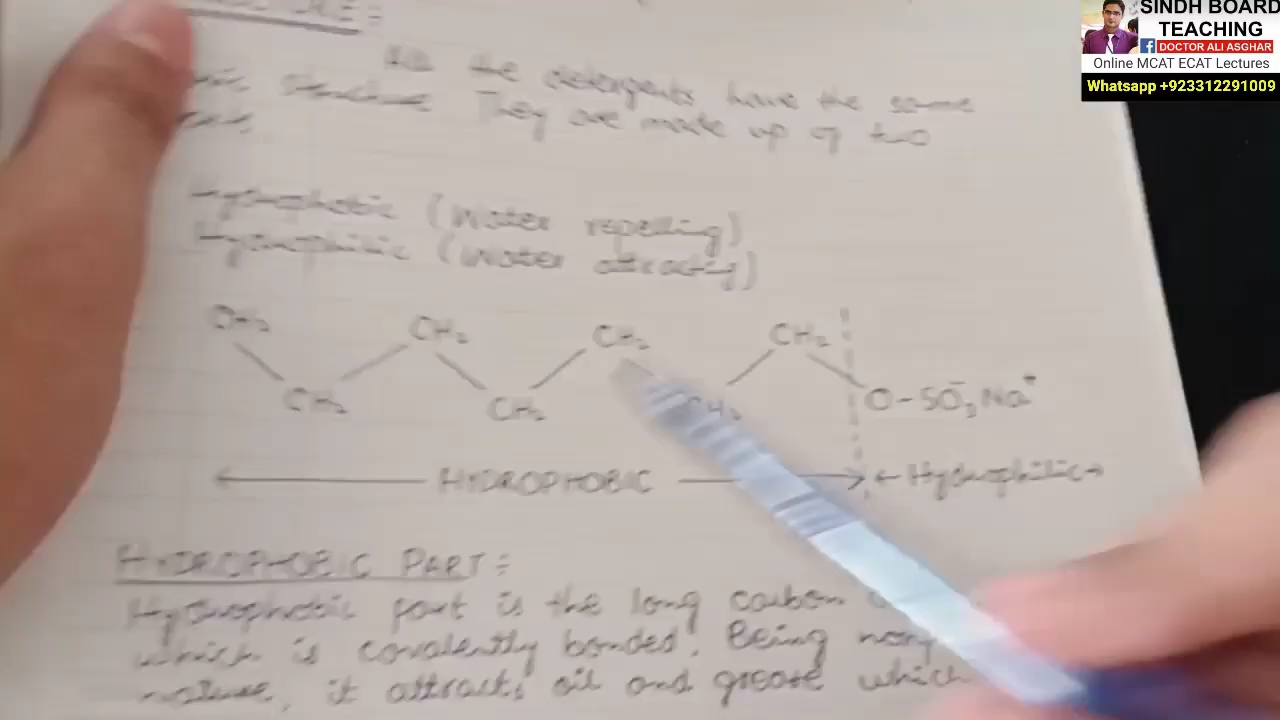 SINDH BOARD
TEACHING
DOCTOR ALI ASGHAR
Online MCAT ECAT Lectures
Whatsapp +923312291009
All the detergents have the same
structure. They are made up of two
Hydrophobic (Water repelling)
Hydrophilic (Water attracting)
CH₂ CH₂ CH₂ CH₂
CH₂ CH₂ CH₂ O-SO₃⁻Na⁺
HYDROPHOBIC Hydrophilic
HYDROPHOBIC PART:
Hydrophobic part is the long carbon
which is covalently bonded. Being
nature, it attracts oil and grease which